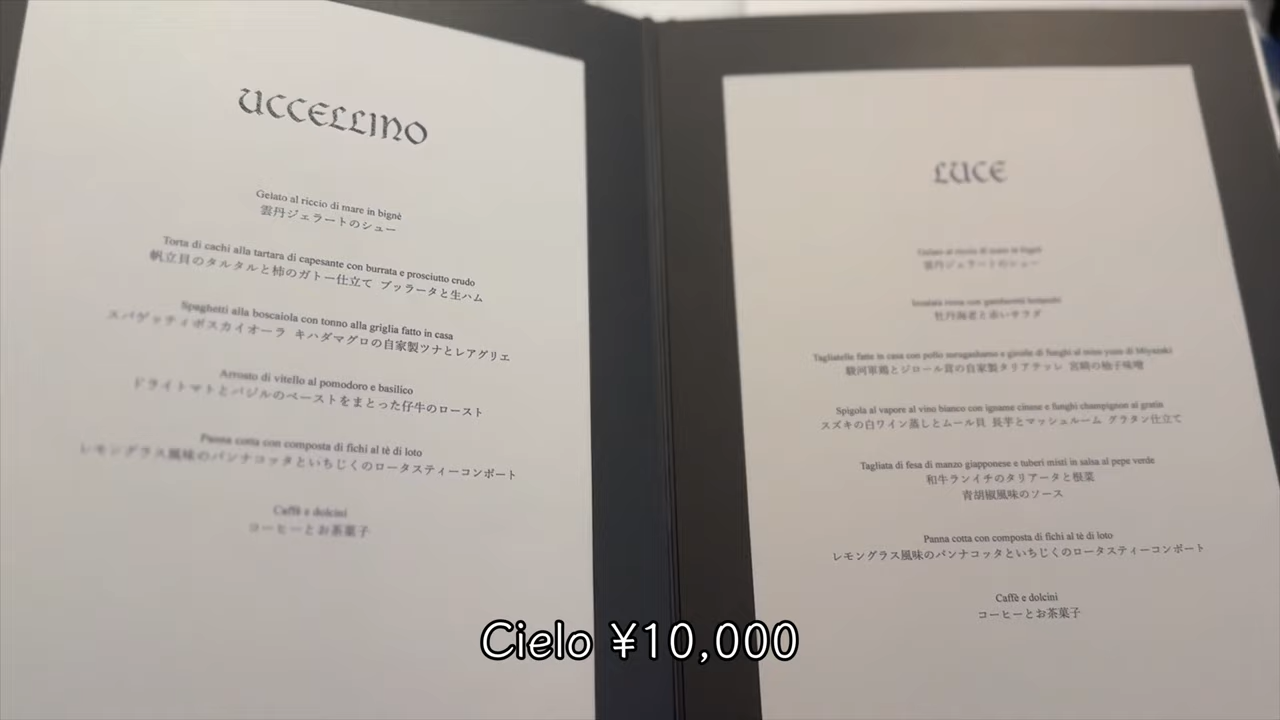 UCCELLINO
Gelato al riccio di mare in bignè
雲丹ジェラートのシュー
Torta di cachi alla tartara di capesante con burrata e prosciutto crudo
帆立貝のタルタルと柿のガトー仕立て ブッラータと生ハム
Spaghetti alla boscaiola con tonno alla griglia fatto in casa
スパゲッティボスカイオーラ キハダマグロの自家製ツナとレアグリエ
Arrosto di vitello al pomodoro e basilico
ドライトマトとバジルのペーストをまとった仔牛のロースト
Panna cotta con composta di fichi al tè di loto
レモングラス風味のパンナコッタといちじくのロータスティーコンポート
Caffè e dolcini
コーヒーとお茶菓子
LUCE
Gelato al riccio di mare in bignè
雲丹ジェラートのシュー
Insalata rossa con gamberoni
牡丹海老と赤いサラダ
Tagliatelle fatte in casa con pollo surugashamo e girolle di funghi al miso yuzu di Miyazaki
駿河軍鶏とジロール茸の自家製タリアテッレ 宮崎の柚子味噌
Spigola al vapore al vino bianco con igname cinese e funghi champignon al gratin
スズキの白ワイン蒸しとムール貝 長芋とマッシュルーム グラタン仕立て
Tagliata di fesa di manzo giapponese e tuberi misti in salsa al pepe verde
和牛ランイチのタリアータと根菜
青胡椒風味のソース
Panna cotta con composta di fichi al tè di loto
レモングラス風味のパンナコッタといちじくのロータスティーコンポート
Caffè e dolcini
コーヒーとお茶菓子
Cielo ¥10,000